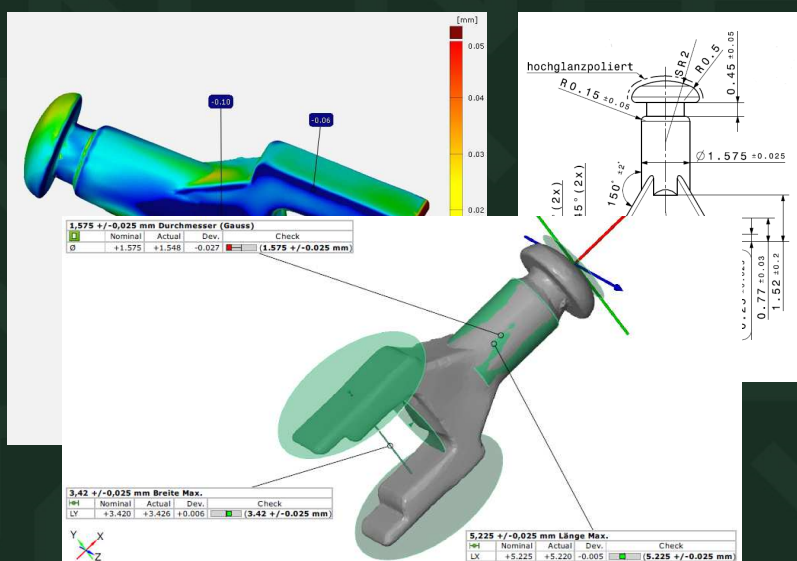 [mm]
0.05
0.04
0.03
0.02
-0.10
-0.06
hochglanzpoliert
SR2
R0.5
0.45 ±0.05
R0.15 ±0.05
Ø1.575 ±0.025
150° ±2°
(2x)
45° (2x)
0.77 ±0.03
1.52 ±0.2
1,575 +/-0,025 mm Durchmesser (Gauss)
Nominal Actual Dev. Check
Ø +1.575 +1.548 -0.027 (1.575 +/-0.025 mm)
3,42 +/-0,025 mm Breite Max.
Nominal Actual Dev. Check
LY +3.420 +3.426 +0.006 (3.42 +/-0.025 mm)
Y X
Z
5,225 +/-0,025 mm Länge Max.
Nominal Actual Dev. Check
LX +5.225 +5.220 -0.005 (5.225 +/-0.025 mm)